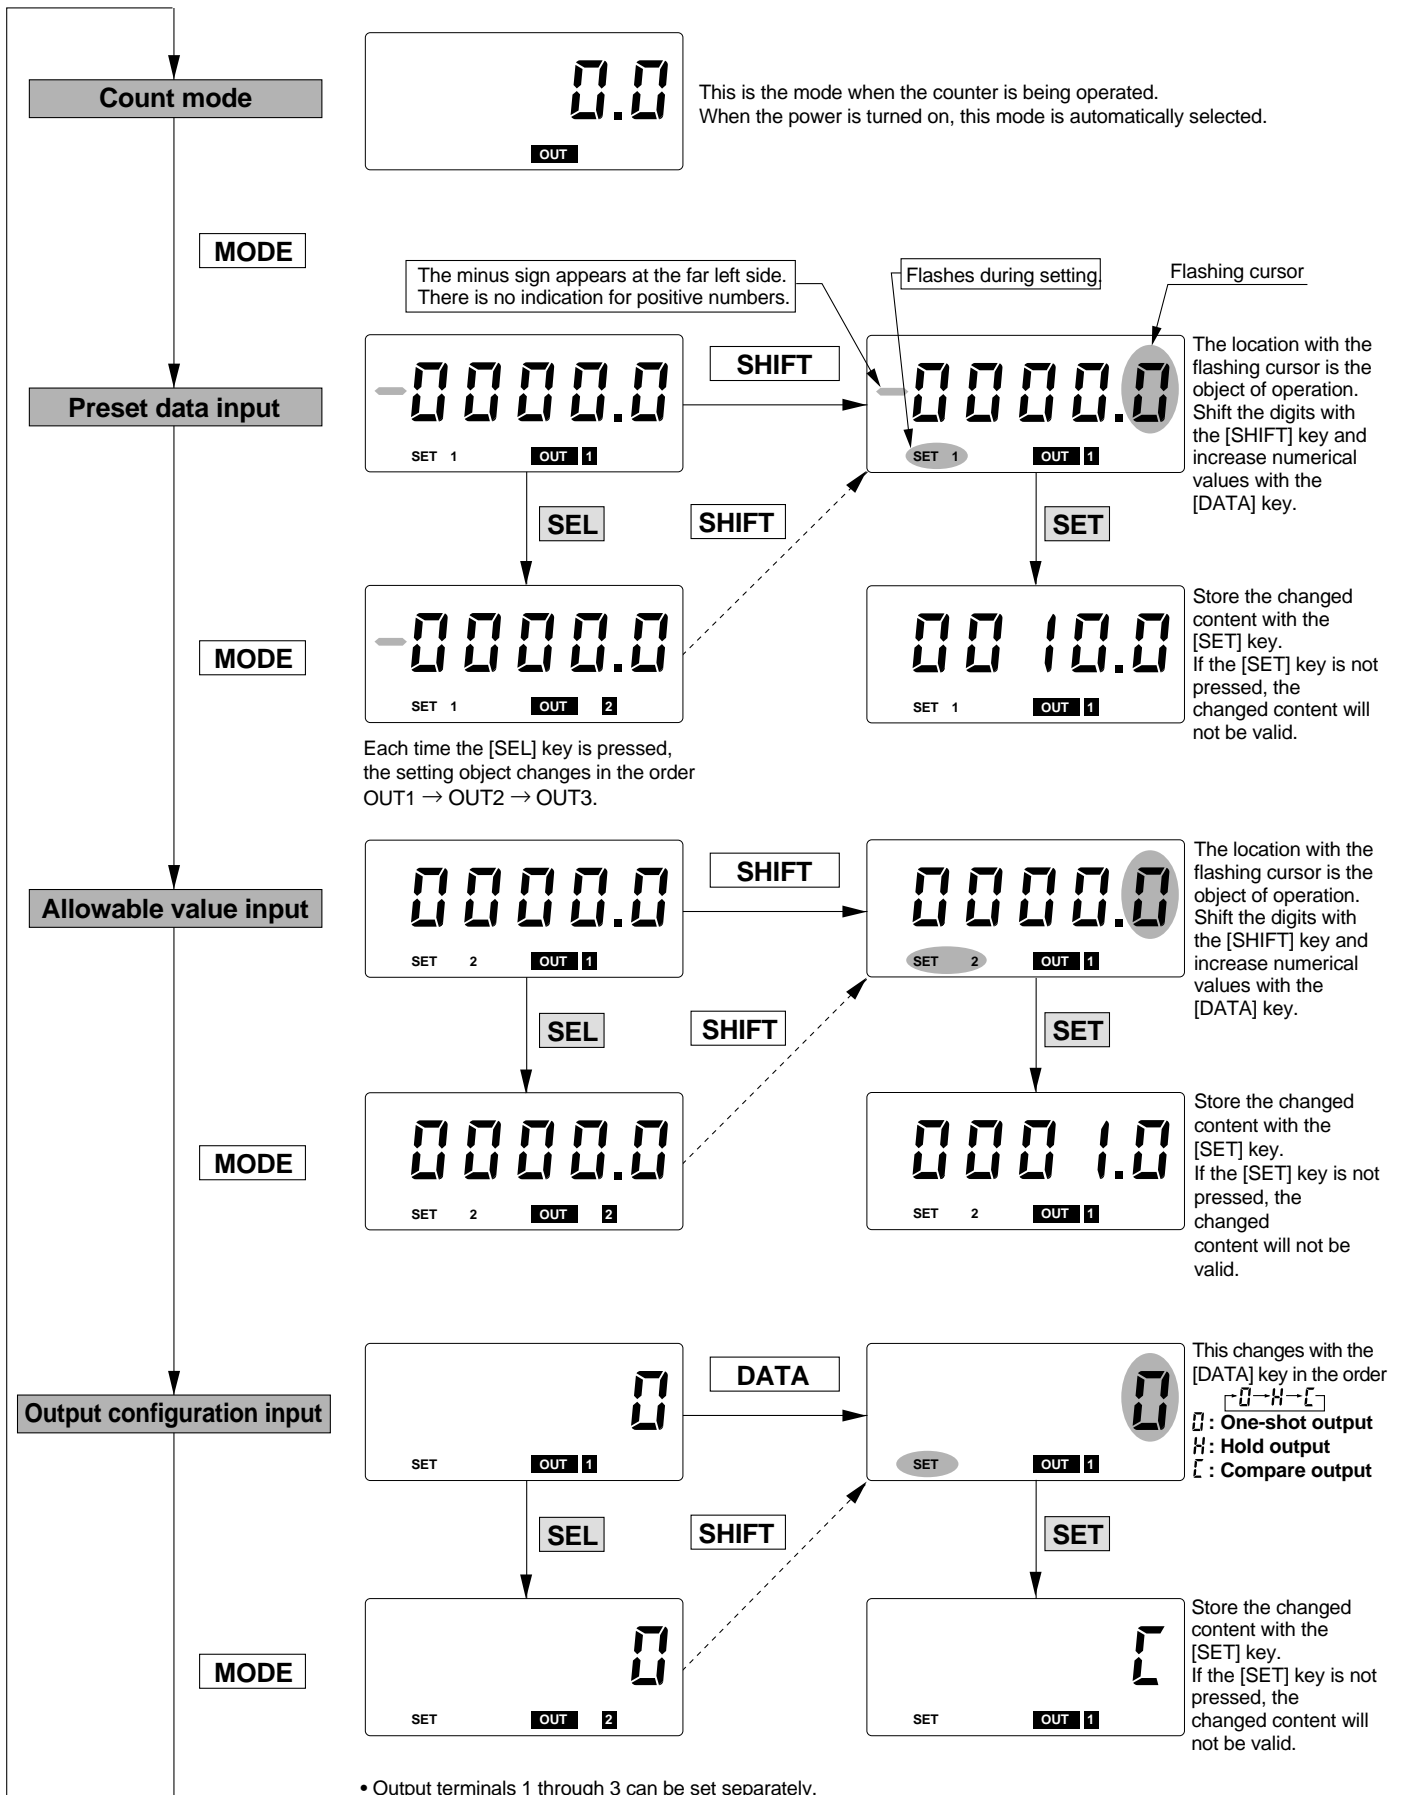 Count mode
0.0
OUT
This is the mode when the counter is being operated.
When the power is turned on, this mode is automatically selected.
MODE
The minus sign appears at the far left side.
There is no indication for positive numbers.
Flashes during setting.
Flashing cursor
Preset data input
-0000.0
SET 1 OUT 1
SHIFT
-0000.0
SET 1 OUT 1
The location with the
flashing cursor is the
object of operation.
Shift the digits with
the [SHIFT] key and
increase numerical
values with the
[DATA] key.
SEL
SHIFT
SET
MODE
-0000.0
SET 1 OUT 2
0010.0
SET 1 OUT 1
Store the changed
content with the
[SET] key.
If the [SET] key is not
pressed, the
changed content will
not be valid.
Each time the [SEL] key is pressed,
the setting object changes in the order
OUT1 → OUT2 → OUT3.
Allowable value input
0000.0
SET 2 OUT 1
SHIFT
0000.0
SET 2 OUT 1
The location with the
flashing cursor is the
object of operation.
Shift the digits with
the [SHIFT] key and
increase numerical
values with the
[DATA] key.
SEL
SHIFT
SET
MODE
0000.0
SET 2 OUT 2
0001.0
SET 2 OUT 1
Store the changed
content with the
[SET] key.
If the [SET] key is not
pressed, the
changed
content will not be
valid.
Output configuration input
0
SET OUT 1
DATA
0
SET OUT 1
This changes with the
[DATA] key in the order
0→H→C
0 : One-shot output
H : Hold output
C : Compare output
SEL
SHIFT
SET
MODE
0
SET OUT 2
C
SET OUT 1
Store the changed
content with the
[SET] key.
If the [SET] key is not
pressed, the
changed content will
not be valid.
• Output terminals 1 through 3 can be set separately.